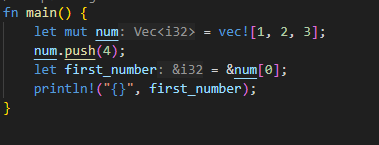 fn main() {
let mut num: Vec<i32> = vec![1, 2, 3];
num.push(4);
let first_number: &i32 = &num[0];
println!("{}", first_number);
}